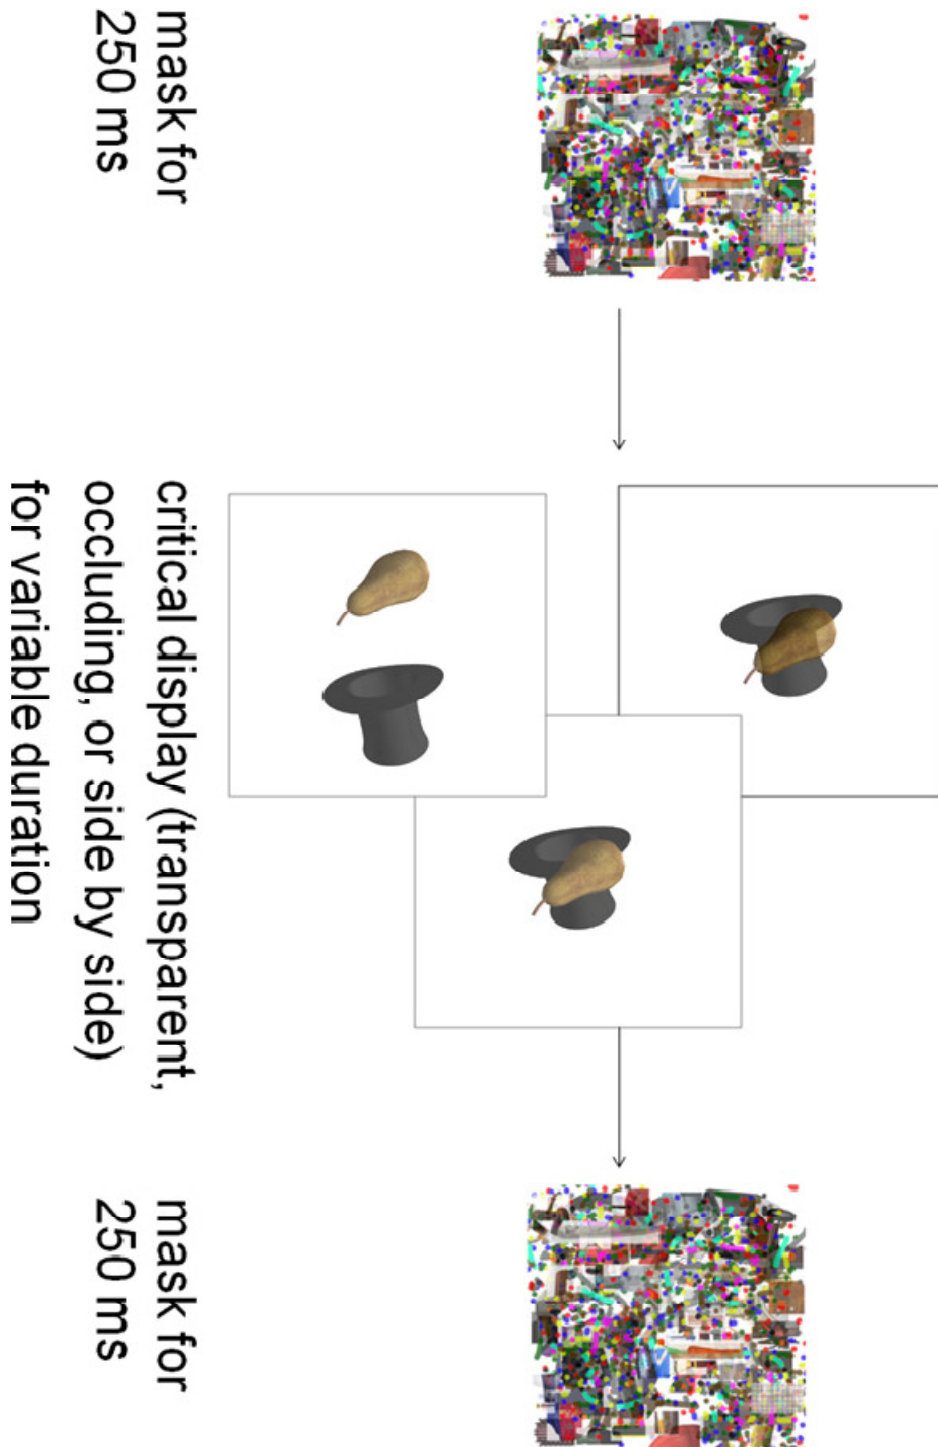 mask for
250 ms
critical display (transparent,
occluding, or side by side)
for variable duration
mask for
250 ms